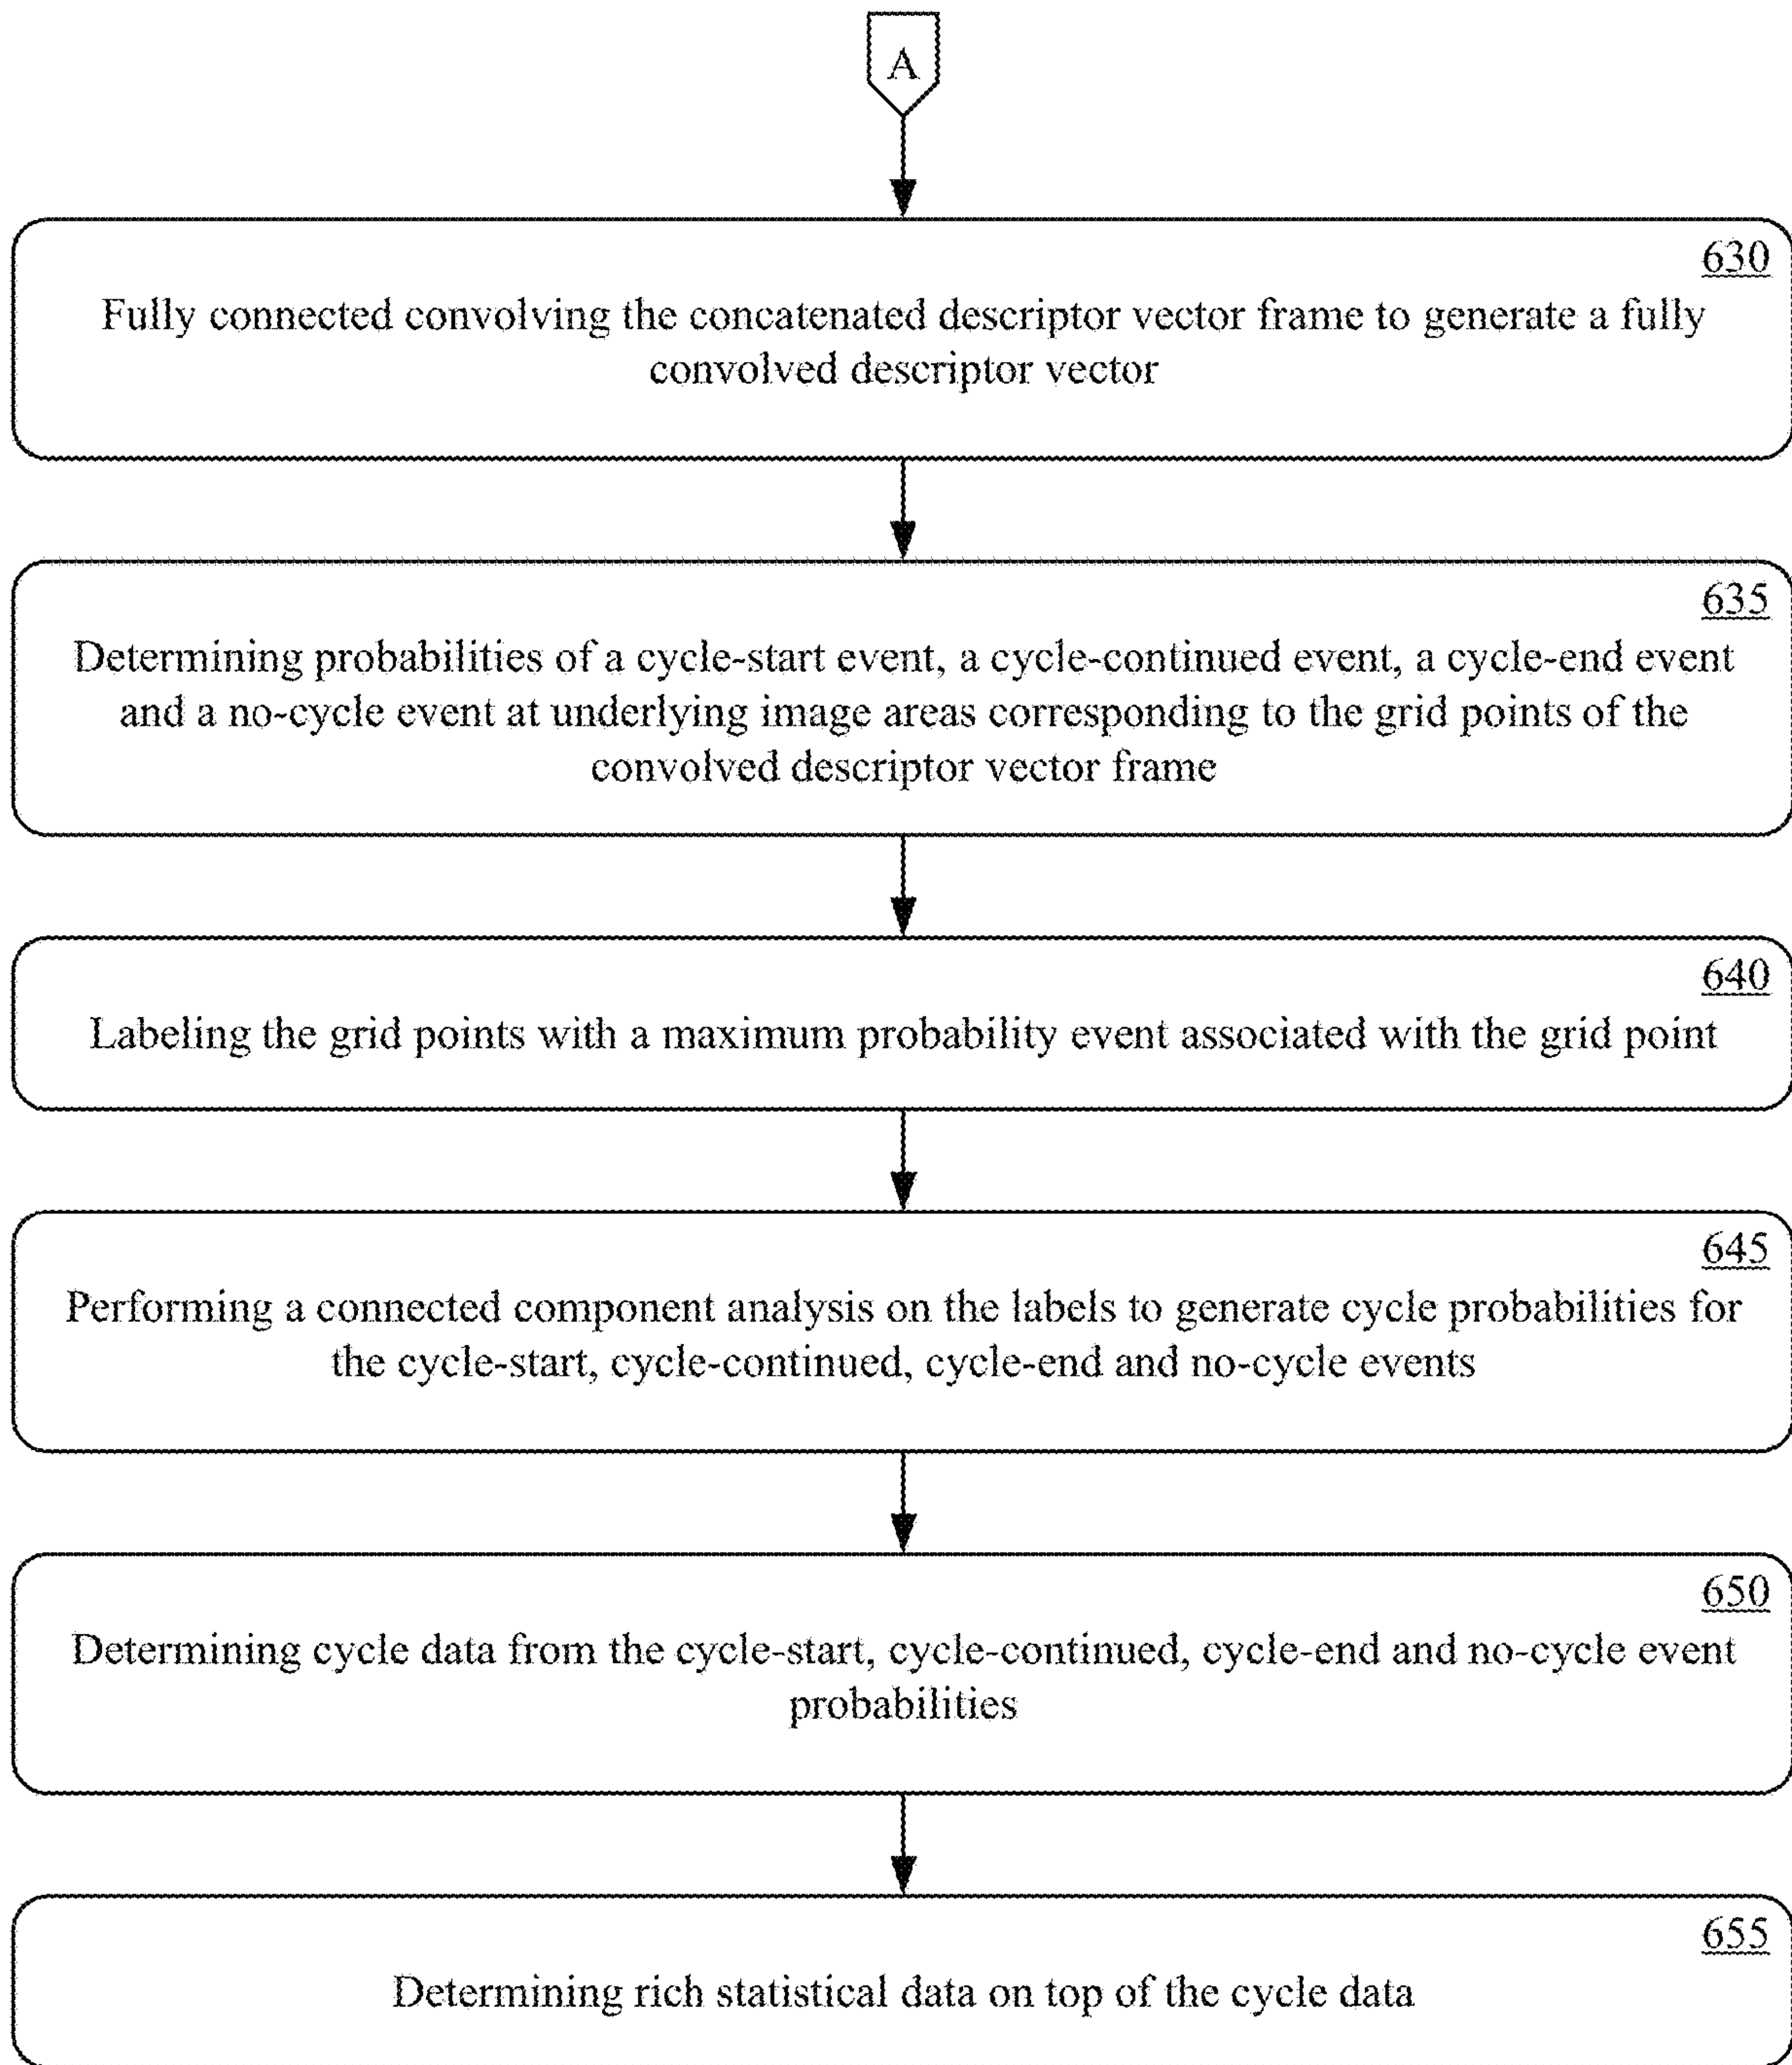 A
630
Fully connected convolving the concatenated descriptor vector frame to generate a fully
convolved descriptor vector
635
Determining probabilities of a cycle-start event, a cycle-continued event, a cycle-end event
and a no-cycle event at underlying image areas corresponding to the grid points of the
convolved descriptor vector frame
640
Labeling the grid points with a maximum probability event associated with the grid point
645
Performing a connected component analysis on the labels to generate cycle probabilities for
the cycle-start, cycle-continued, cycle-end and no-cycle events
650
Determining cycle data from the cycle-start, cycle-continued, cycle-end and no-cycle event
probabilities
655
Determining rich statistical data on top of the cycle data